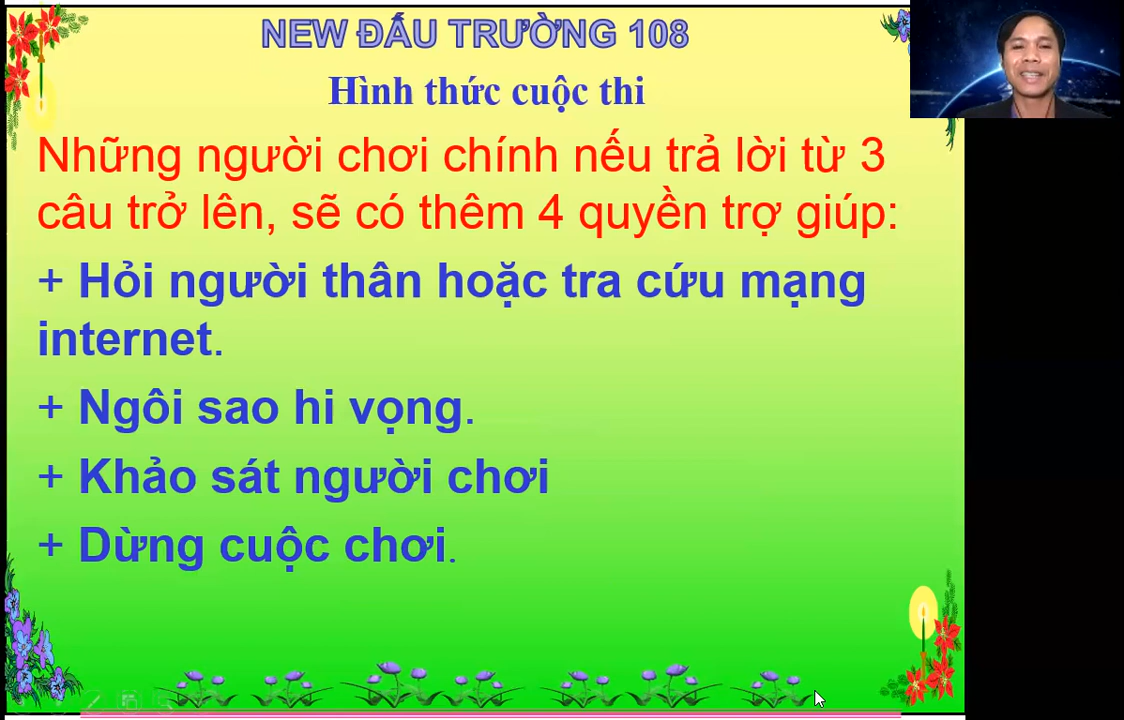 NEW ĐẤU TRƯỜNG 108
Hình thức cuộc thi
Những người chơi chính nếu trả lời từ 3
câu trở lên, sẽ có thêm 4 quyền trợ giúp:
+ Hỏi người thân hoặc tra cứu mạng
internet.
+ Ngôi sao hi vọng.
+ Khảo sát người chơi
+ Dừng cuộc chơi.